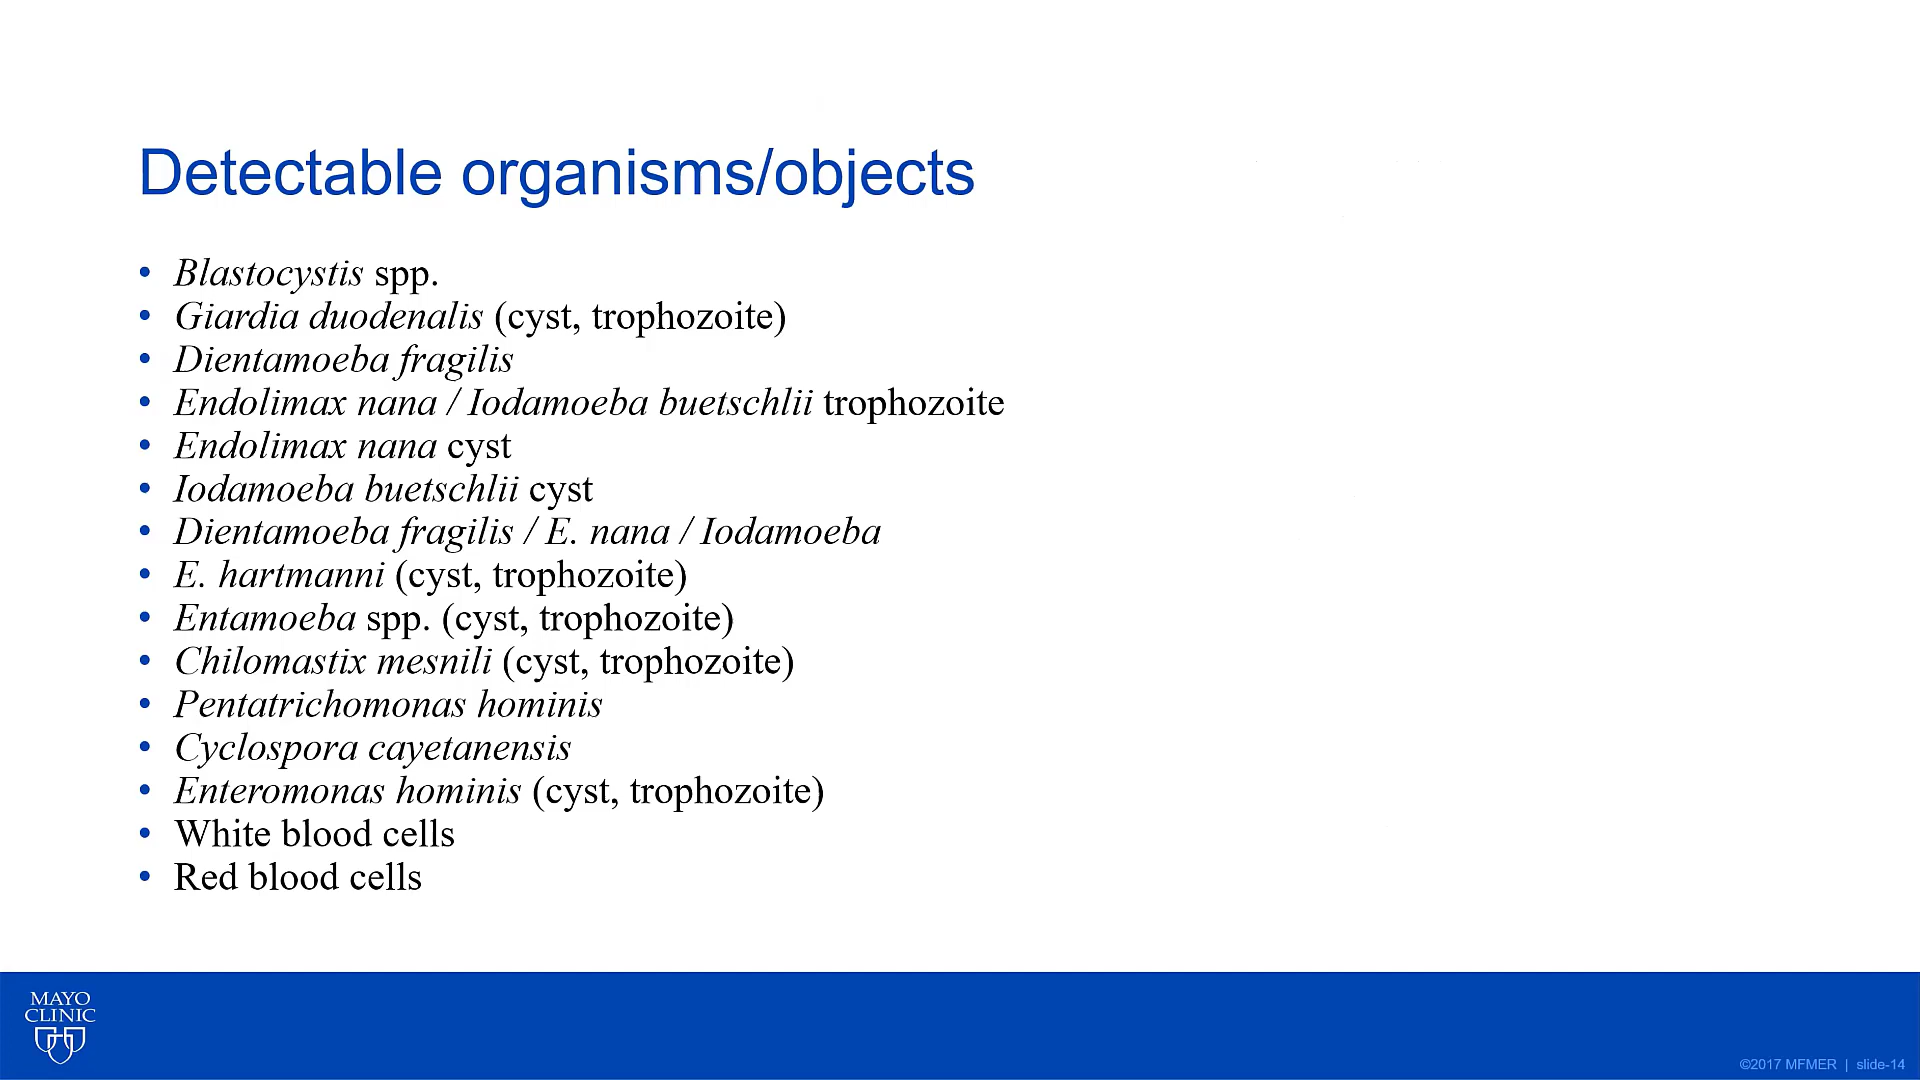 Detectable organisms/objects
• Blastocystis spp.
• Giardia duodenalis (cyst, trophozoite)
• Dientamoeba fragilis
• Endolimax nana / Iodamoeba buetschlii trophozoite
• Endolimax nana cyst
• Iodamoeba buetschlii cyst
• Dientamoeba fragilis / E. nana / Iodamoeba
• E. hartmanni (cyst, trophozoite)
• Entamoeba spp. (cyst, trophozoite)
• Chilomastix mesnili (cyst, trophozoite)
• Pentatrichomonas hominis
• Cyclospora cayetanensis
• Enteromonas hominis (cyst, trophozoite)
• White blood cells
• Red blood cells
MAYO
CLINIC
©2017 MFMER | slide-14